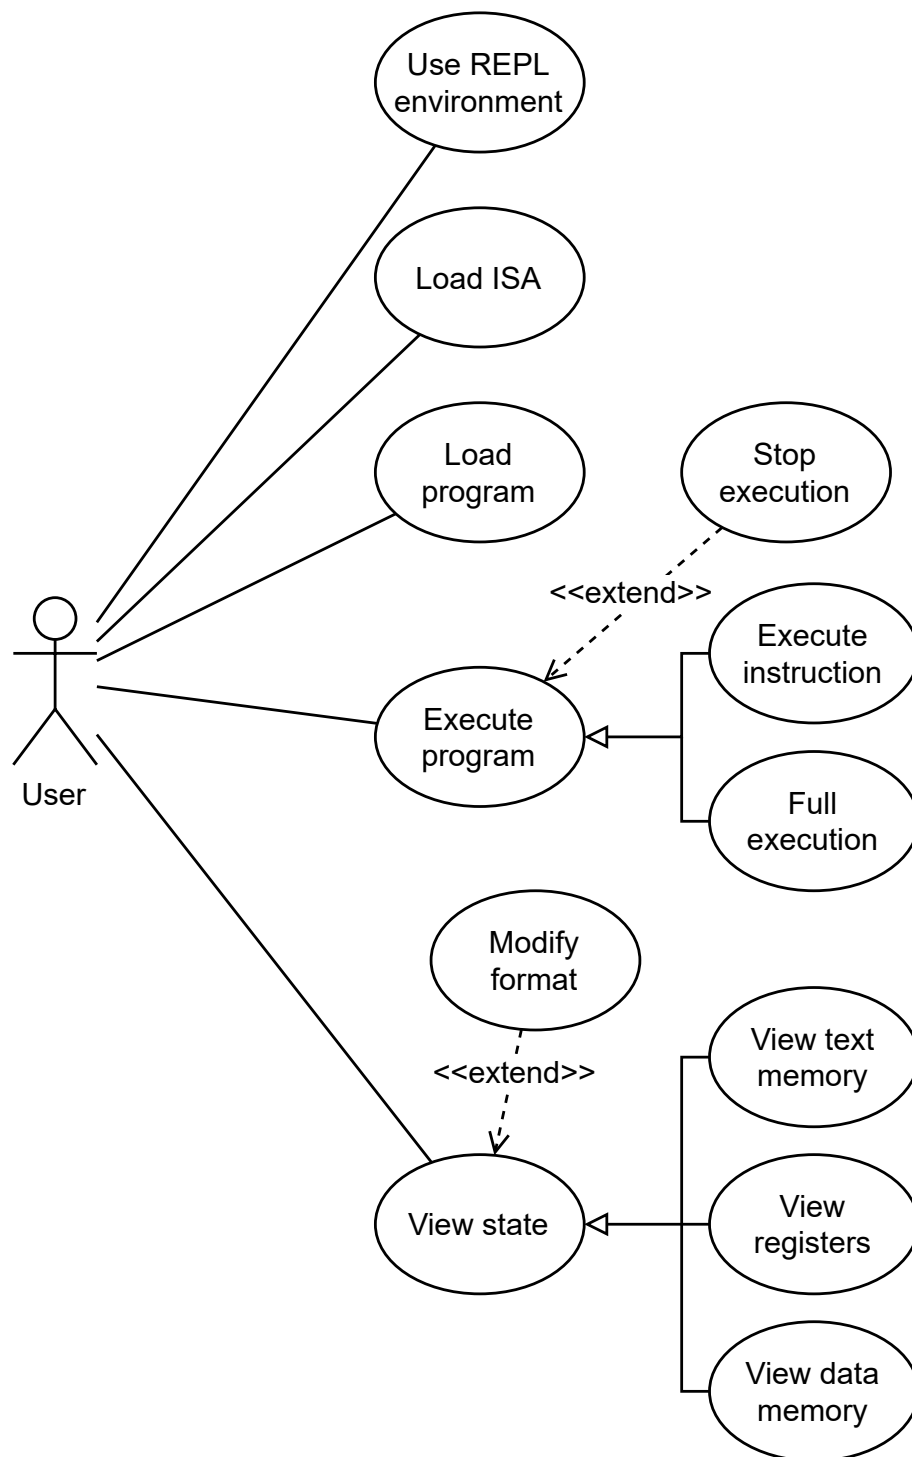 Use REPL
environment
Load ISA
Load
program
Stop
execution
<<extend>>
Execute
instruction
Execute
program
User
Full
execution
Modify
format
View text
memory
<<extend>>
View state
View
registers
View data
memory